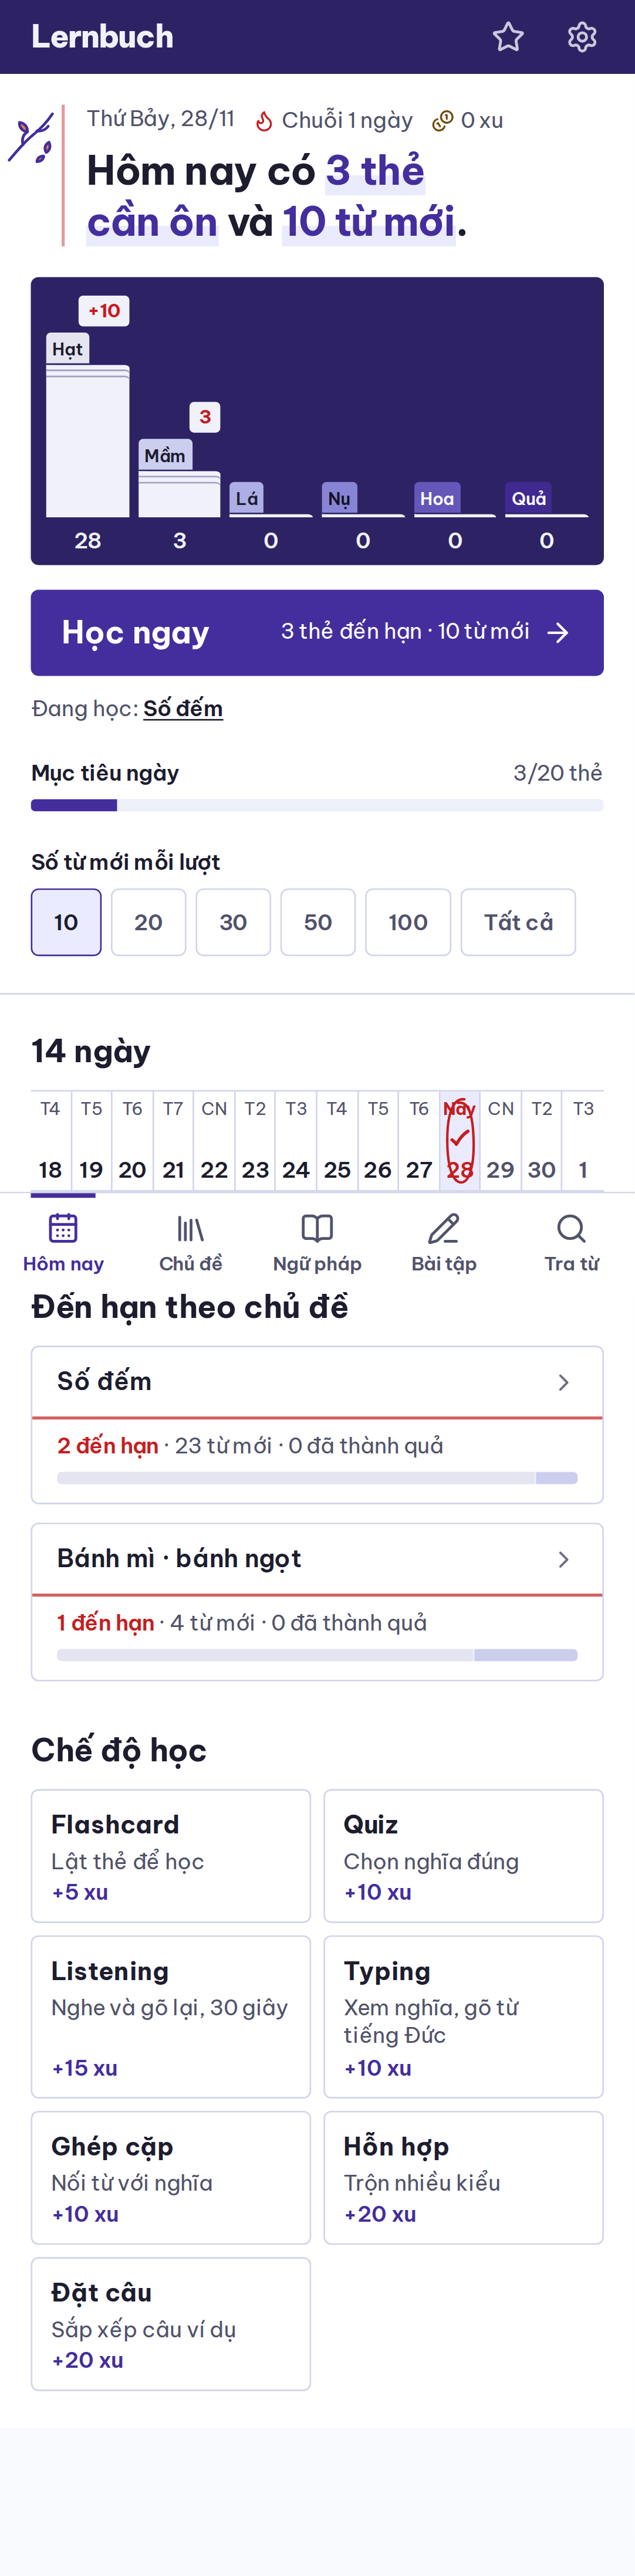 Lernbuch
Thứ Bảy, 28/11 Chuỗi 1 ngày 0 xu
Hôm nay có 3 thẻ
cần ôn và 10 từ mới.
+10
Hạt
3
Mầm
Lá Nụ Hoa Quả
28 3 0 0 0 0
Học ngay 3 thẻ đến hạn · 10 từ mới
Đang học: Số đếm
Mục tiêu ngày 3/20 thẻ
Số từ mới mỗi lượt
10 20 30 50 100 Tất cả
14 ngày
T4 T5 T6 T7 CN T2 T3 T4 T5 T6 Nay CN T2 T3
18 19 20 21 22 23 24 25 26 27 28 29 30 1
Hôm nay Chủ đề Ngữ pháp Bài tập Tra từ
Đến hạn theo chủ đề
Số đếm
2 đến hạn · 23 từ mới · 0 đã thành quả
Bánh mì · bánh ngọt
1 đến hạn · 4 từ mới · 0 đã thành quả
Chế độ học
Flashcard
Lật thẻ để học
+5 xu
Quiz
Chọn nghĩa đúng
+10 xu
Listening
Nghe và gõ lại, 30 giây
+15 xu
Typing
Xem nghĩa, gõ từ
tiếng Đức
+10 xu
Ghép cặp
Nối từ với nghĩa
+10 xu
Hỗn hợp
Trộn nhiều kiểu
+20 xu
Đặt câu
Sắp xếp câu ví dụ
+20 xu